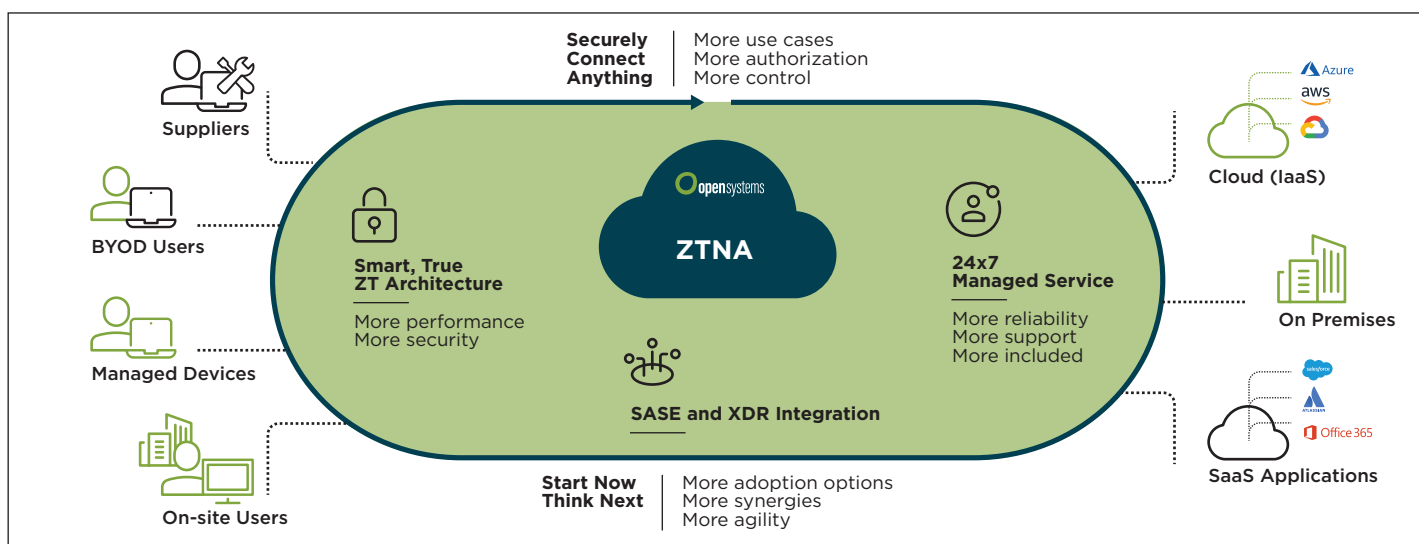 Securely
Connect
Anything
More use cases
More authorization
More control
Suppliers
BYOD Users
Managed Devices
On-site Users
Smart, True
ZT Architecture
More performance
More security
open systems
ZTNA
SASE and XDR Integration
24x7
Managed Service
More reliability
More support
More included
Azure
aws
Cloud (IaaS)
On Premises
salesforce
ATLASSIAN
Office 365
SaaS Applications
Start Now
Think Next
More adoption options
More synergies
More agility